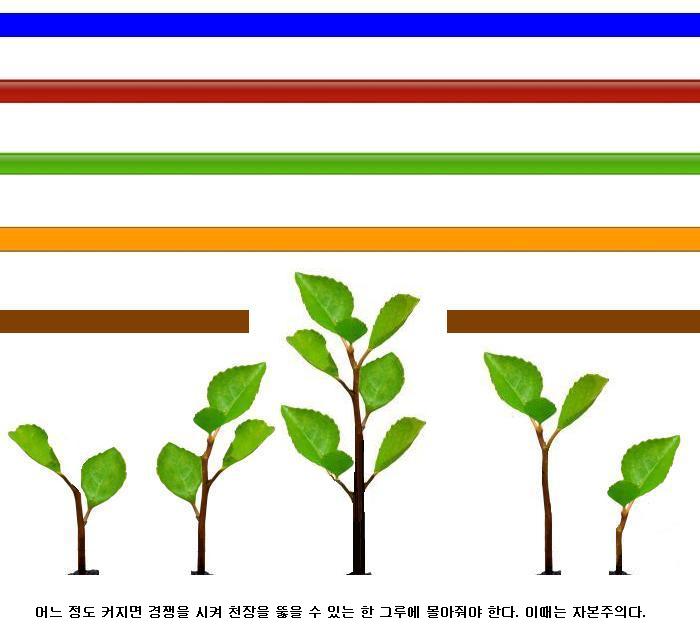 어느 정도 커지면 경쟁을 시켜 천장을 뚫을 수 있는 한 그루에 몰아줘야 한다. 이때는 자본주의다.